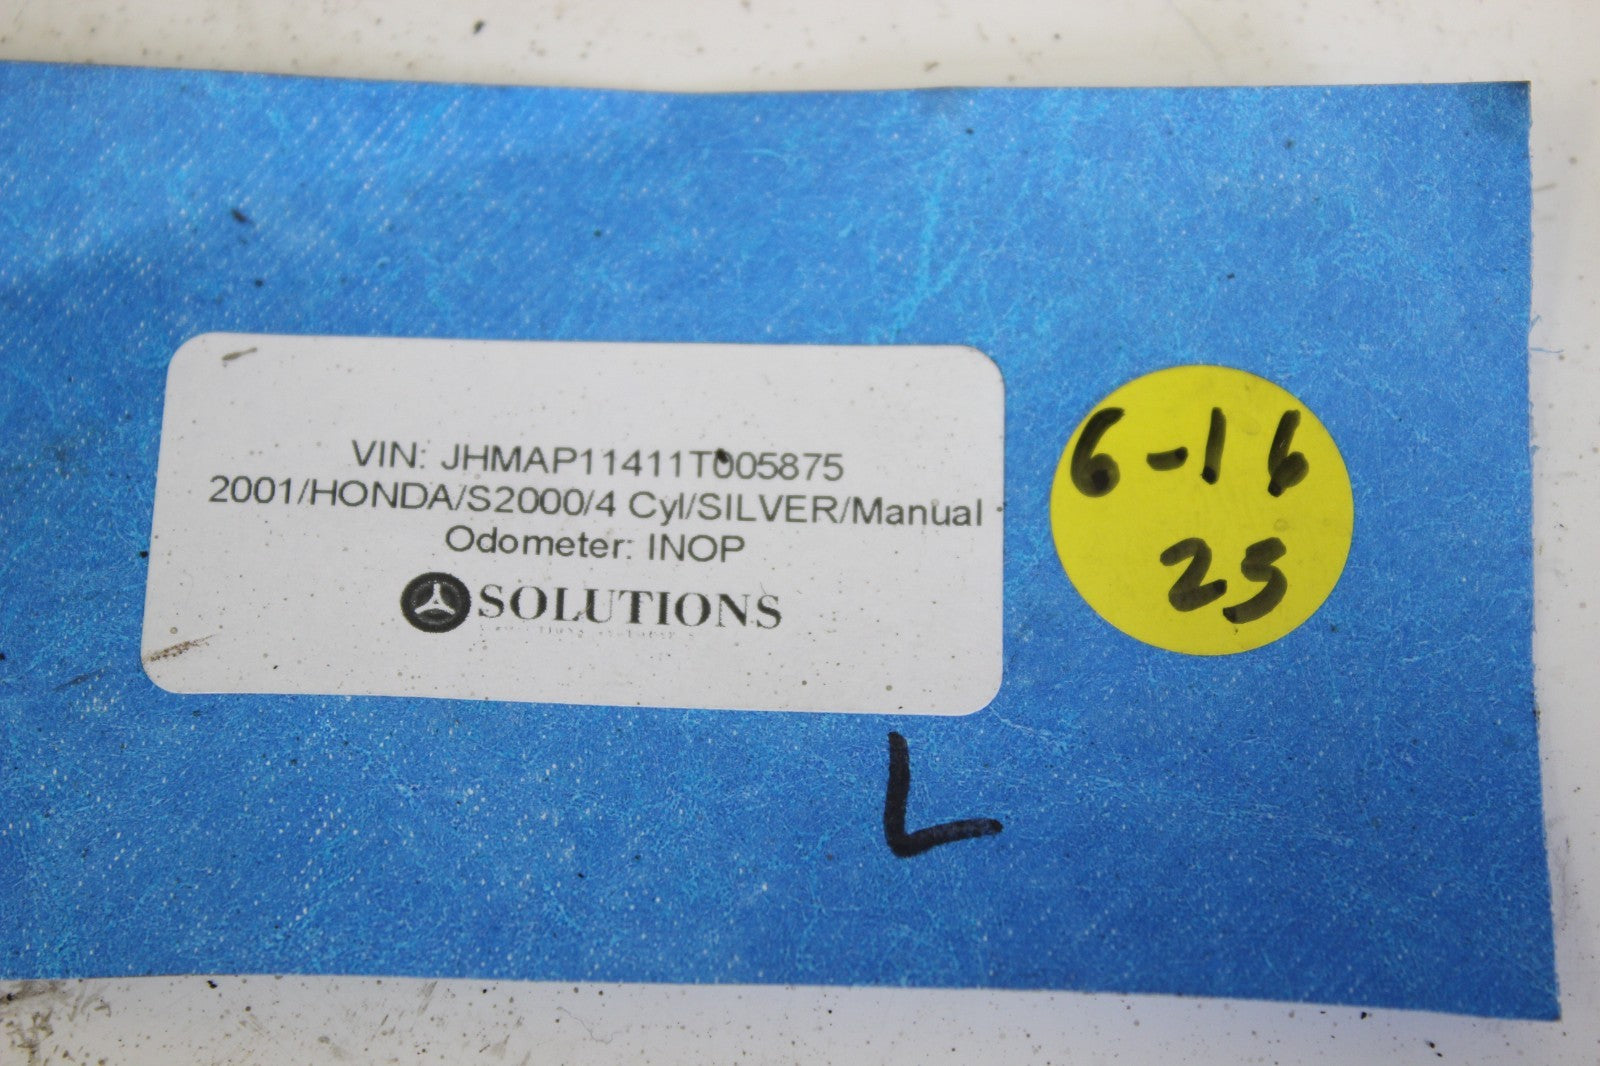 VIN: JHMAP11411T005875
2001/HONDA/S2000/4 Cyl/SILVER/Manual
Odometer: INOP
SOLUTIONS
6-16
25
L